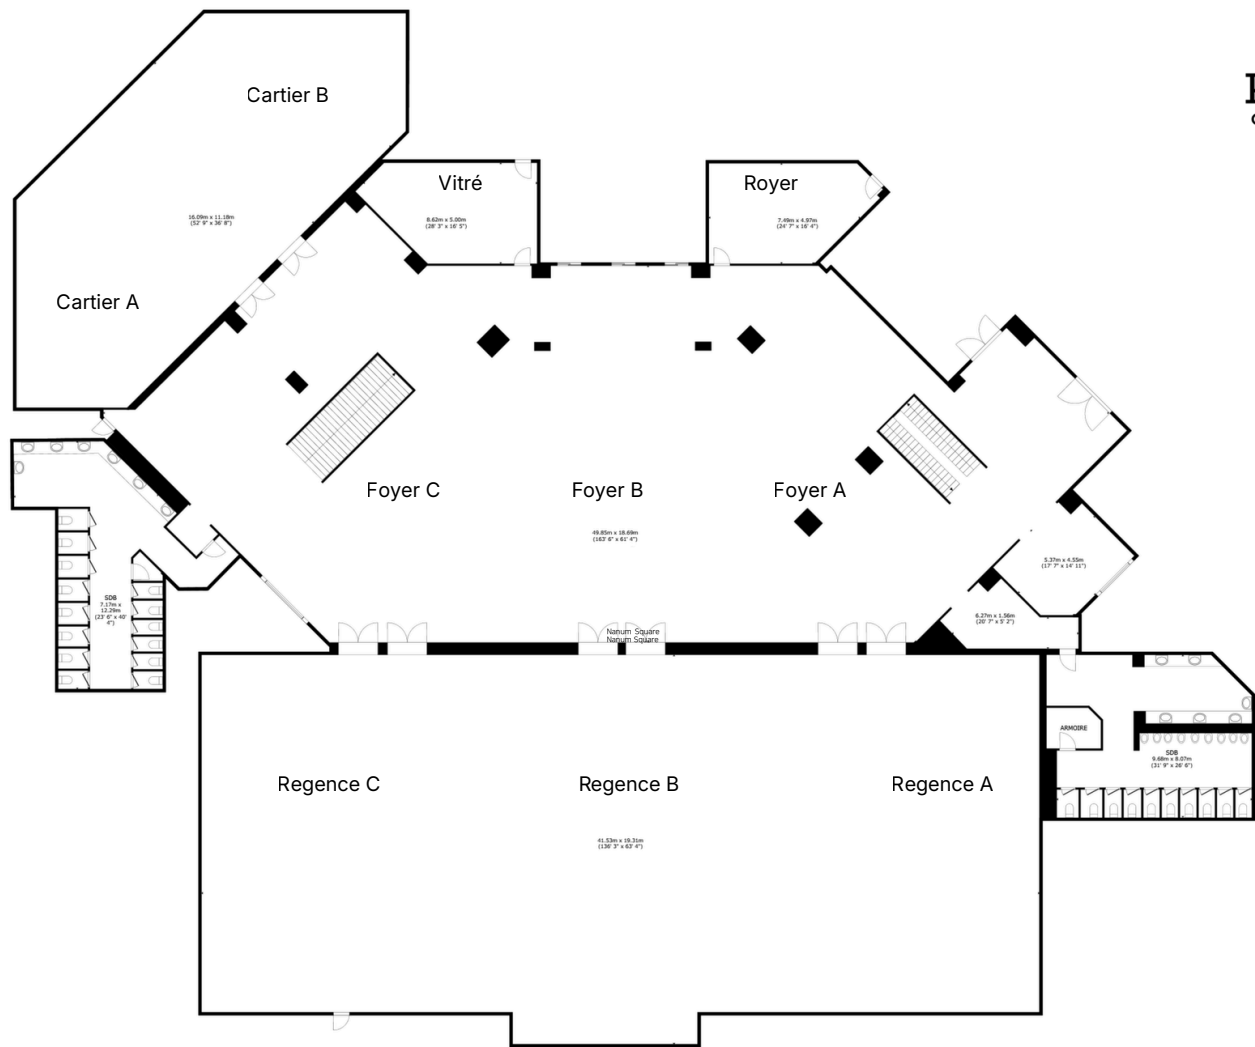 Cartier B
Vitré
Royer
16.09m x 11.18m
(52' 9" x 36' 8")
8.62m x 5.00m
(28' 3" x 16' 5")
7.49m x 4.97m
(24' 7" x 16' 4")
Cartier A
Foyer C
Foyer B
Foyer A
49.85m x 18.69m
(163' 6" x 61' 4")
5.37m x 4.55m
(17' 7" x 14' 11")
SDB
7.17m x
12.29m
(23' 6" x 40'
4")
6.27m x 1.56m
(20' 7" x 5' 2")
Nanum Square
Nanum Square
ARMOIRE
SDB
9.68m x 8.07m
(31' 9" x 26' 6")
Regence C
Regence B
Regence A
41.53m x 19.31m
(136' 3" x 63' 4")